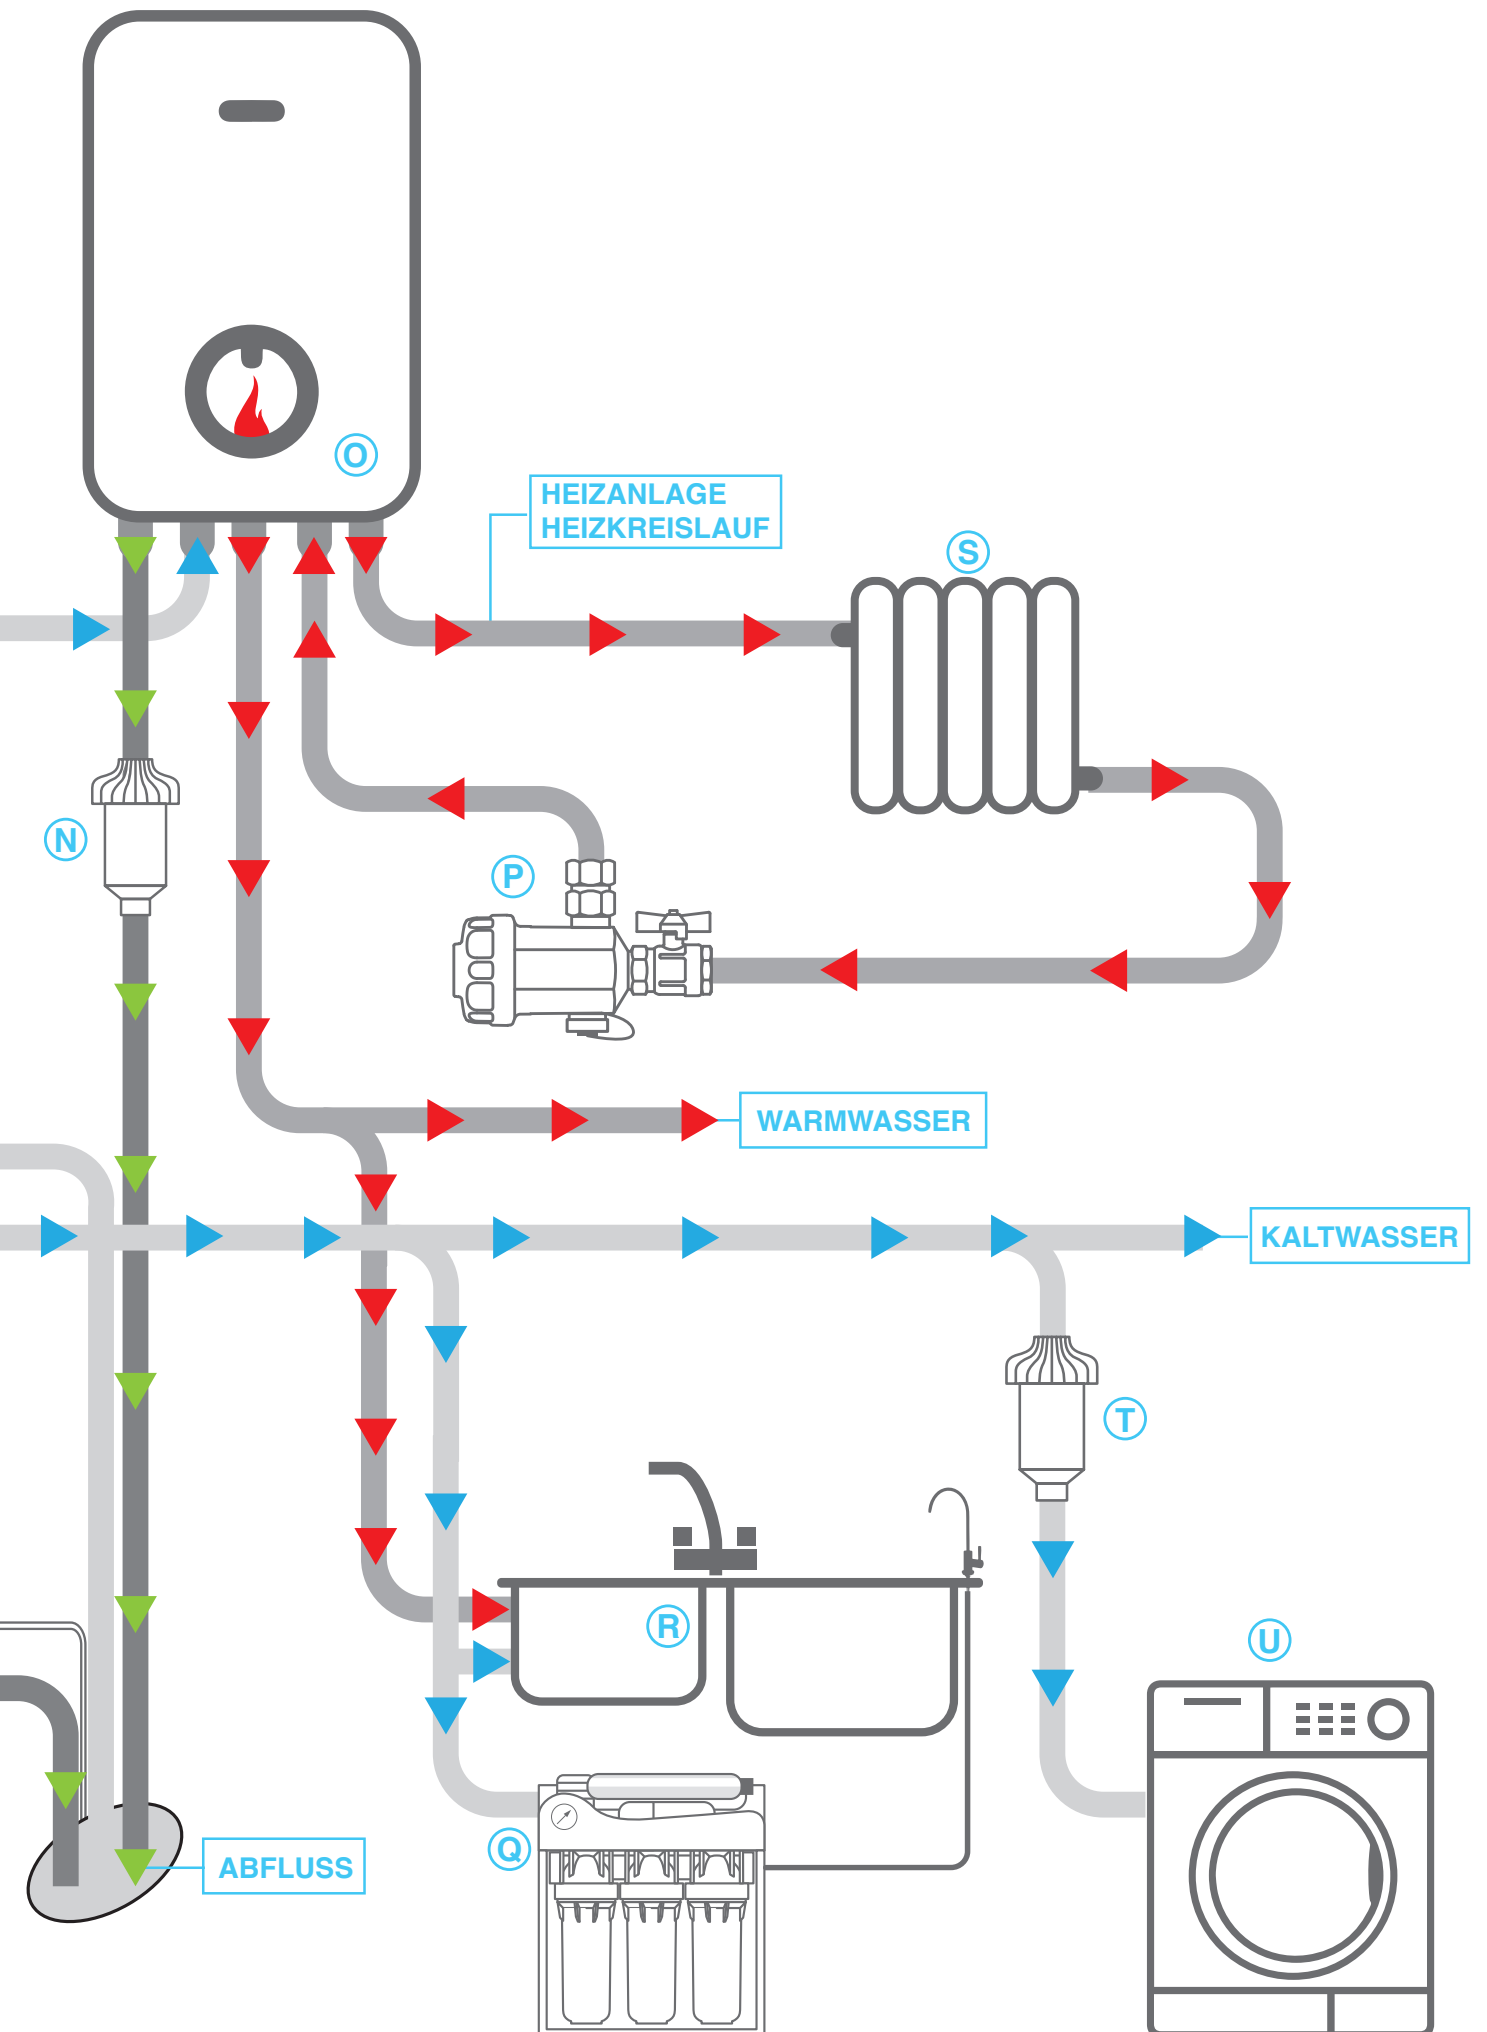 O
HEIZANLAGE
HEIZKREISLAUF
S
N
P
WARMWASSER
KALTWASSER
T
R
U
Q
ABFLUSS